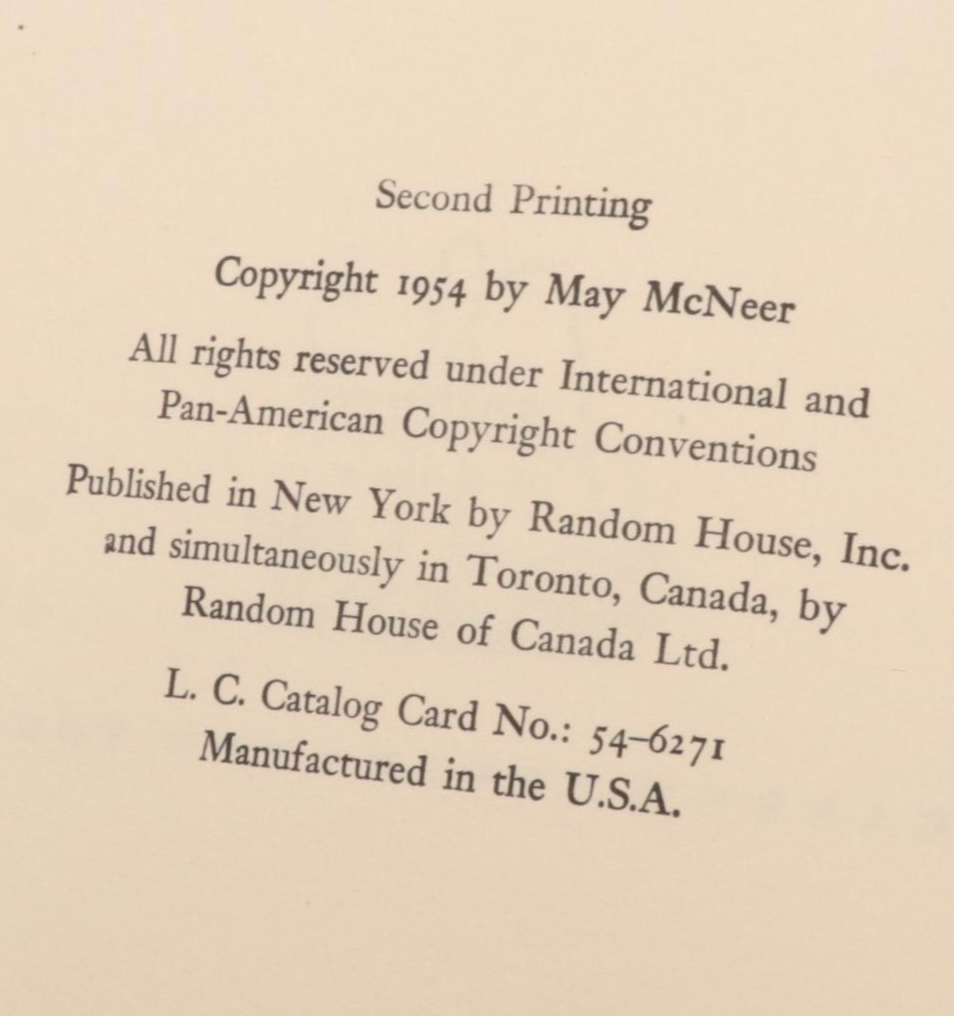 Second Printing
Copyright 1954 by May McNeer
All rights reserved under International and
Pan-American Copyright Conventions
Published in New York by Random House, Inc.
and simultaneously in Toronto, Canada, by
Random House of Canada Ltd.
L. C. Catalog Card No.: 54–6271
Manufactured in the U.S.A.